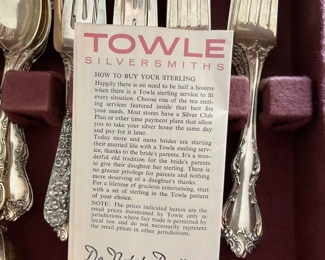 TOWLE
SILVERSMITHS
HOW TO BUY YOUR STERLING
Happily there is no need to be half a hostess
when there is a Towle sterling service to fit
every situation. Choose one of the ten sterl-
ing services featured inside that best fits
your needs. Most stores have a Silver Club
Plan or other time payment plans that allow
you to take your silver home the same day
and pay for it later.
Today more and more brides are starting
their married life with a Towle sterling serv-
ice, thanks to the bride's parents. It's a won-
derful old tradition for the bride's parents
to give their daughter her sterling. There is
no greater privilege for parents and nothing
more deserving of a daughter's thanks.
For a lifetime of gracious entertaining, start
with a set of sterling in the Towle pattern
of your choice.
NOTE: The prices indicated herein are the
retail prices maintained by Towle only in
jurisdictions where fair trade is permitted by
local law and do not necessarily represent
the retail prices in other jurisdictions.